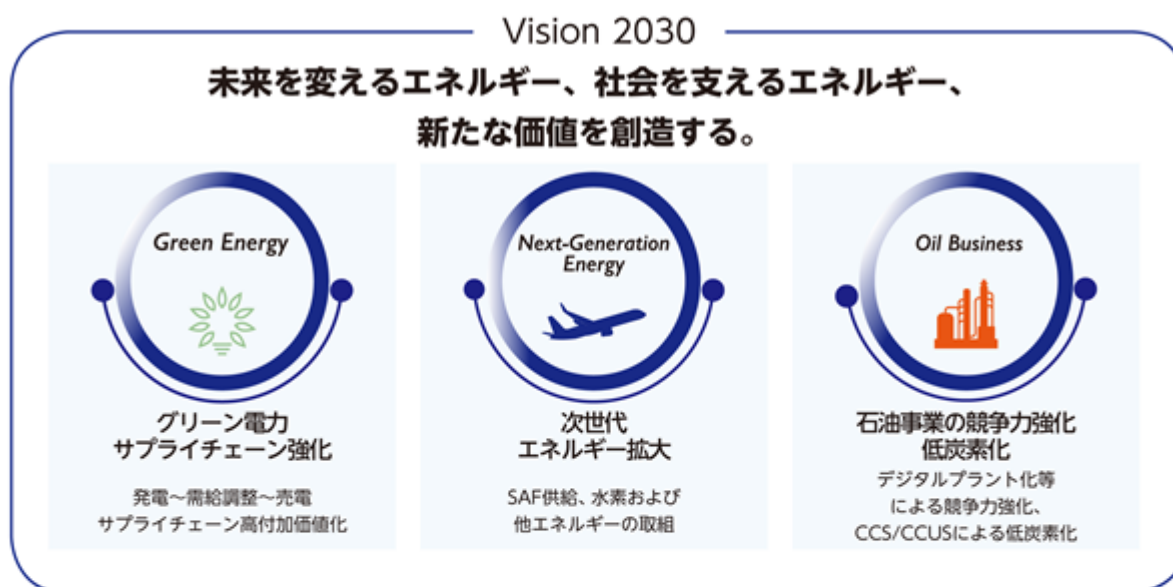 Vision 2030
未来を変えるエネルギー、社会を支えるエネルギー、
新たな価値を創造する。
Green Energy
グリーン電力
サプライチェーン強化
発電～需給調整～売電
サプライチェーン高付加価値化
Next-Generation
Energy
次世代
エネルギー拡大
SAF供給、水素および
他エネルギーの取組
Oil Business
石油事業の競争力強化
低炭素化
デジタルプラント化等
による競争力強化、
CCS/CCUSによる低炭素化